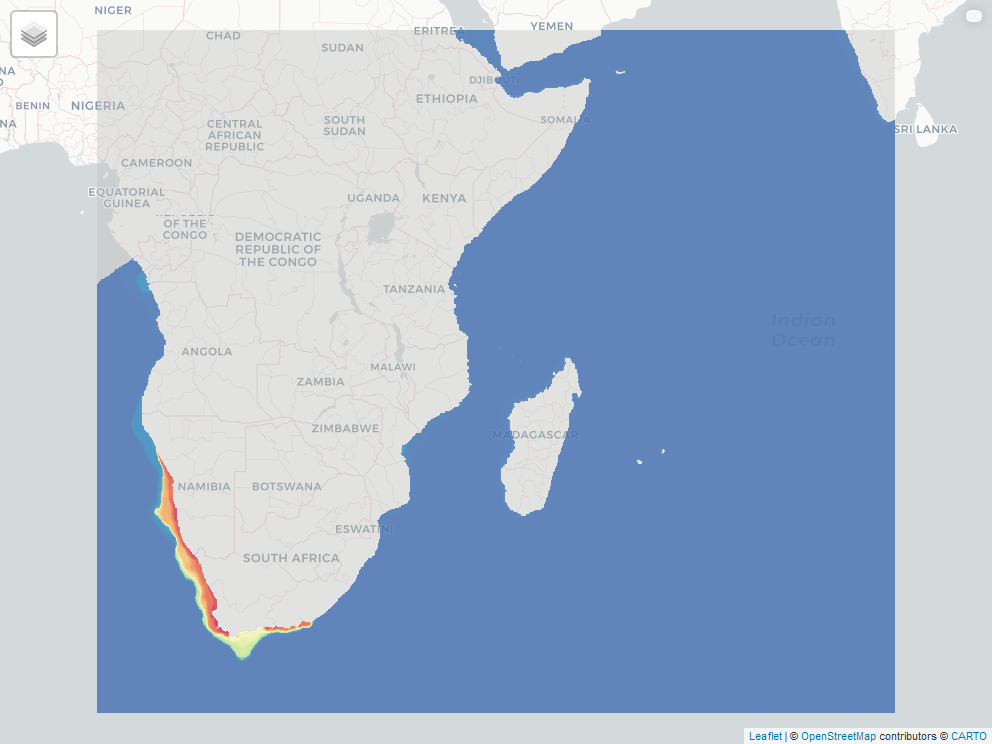 NIGER
ERITREA
YEMEN
CHAD
SUDAN
NA
DJIBOUTI
ETHIOPIA
BENIN
NIGERIA
NA
CENTRAL
AFRICAN
REPUBLIC
SOUTH
SUDAN
SOMALIA
SRI LANKA
CAMEROON
EQUATORIAL
GUINEA
UGANDA
KENYA
OF THE
CONGO
DEMOCRATIC
REPUBLIC OF
THE CONGO
TANZANIA
Indian
Ocean
ANGOLA
MALAWI
ZAMBIA
ZIMBABWE
MADAGASCAR
NAMIBIA
BOTSWANA
ESWATINI
SOUTH AFRICA
Leaflet | © OpenStreetMap contributors © CARTO